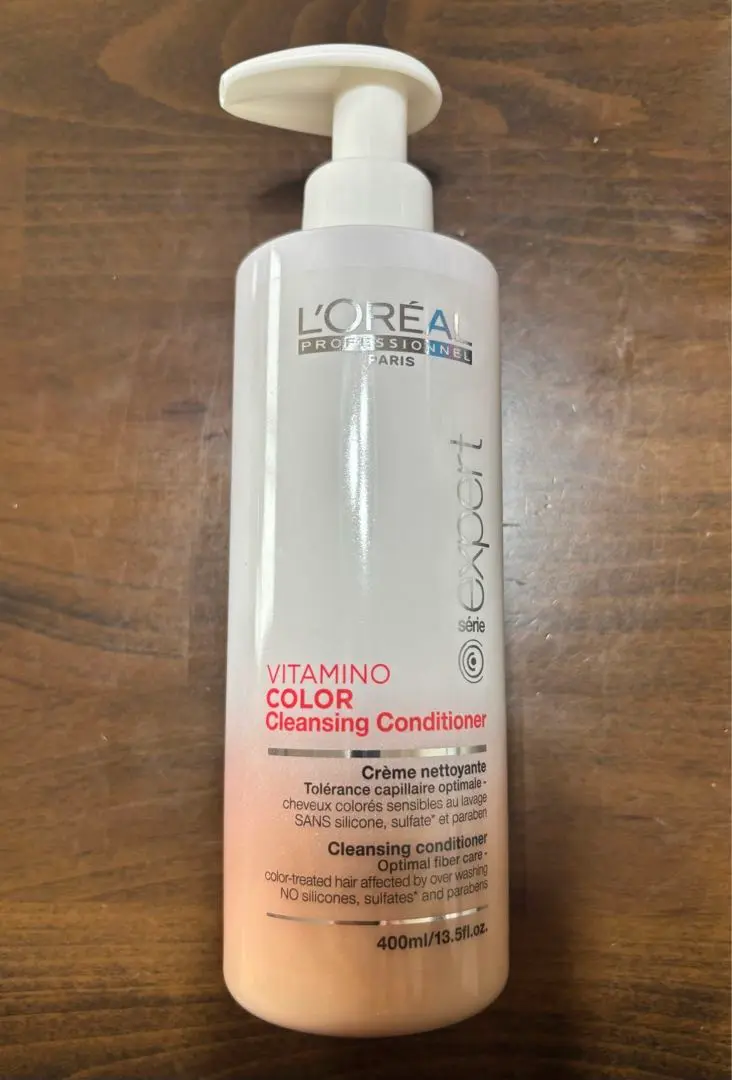 L'ORÉAL
PROFESSIONNEL
PARIS
série expert
VITAMINO
COLOR
Cleansing Conditioner
Crème nettoyante
Tolérance capillaire optimale -
cheveux colorés sensibles au lavage
SANS silicone, sulfate* et paraben
Cleansing conditioner
Optimal fiber care -
color-treated hair affected by over washing
NO silicones, sulfates* and parabens
400ml/13.5fl.oz.